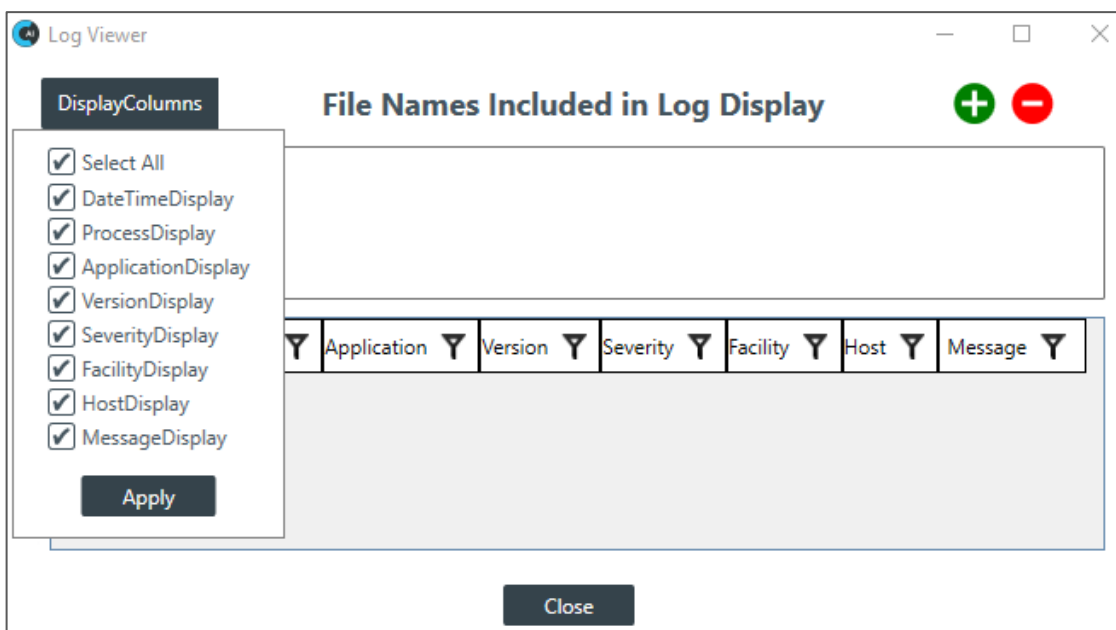 Log Viewer
DisplayColumns
File Names Included in Log Display
Select All
DateTimeDisplay
ProcessDisplay
ApplicationDisplay
VersionDisplay
SeverityDisplay
FacilityDisplay
HostDisplay
MessageDisplay
Apply
Application Version Severity Facility Host Message
Close